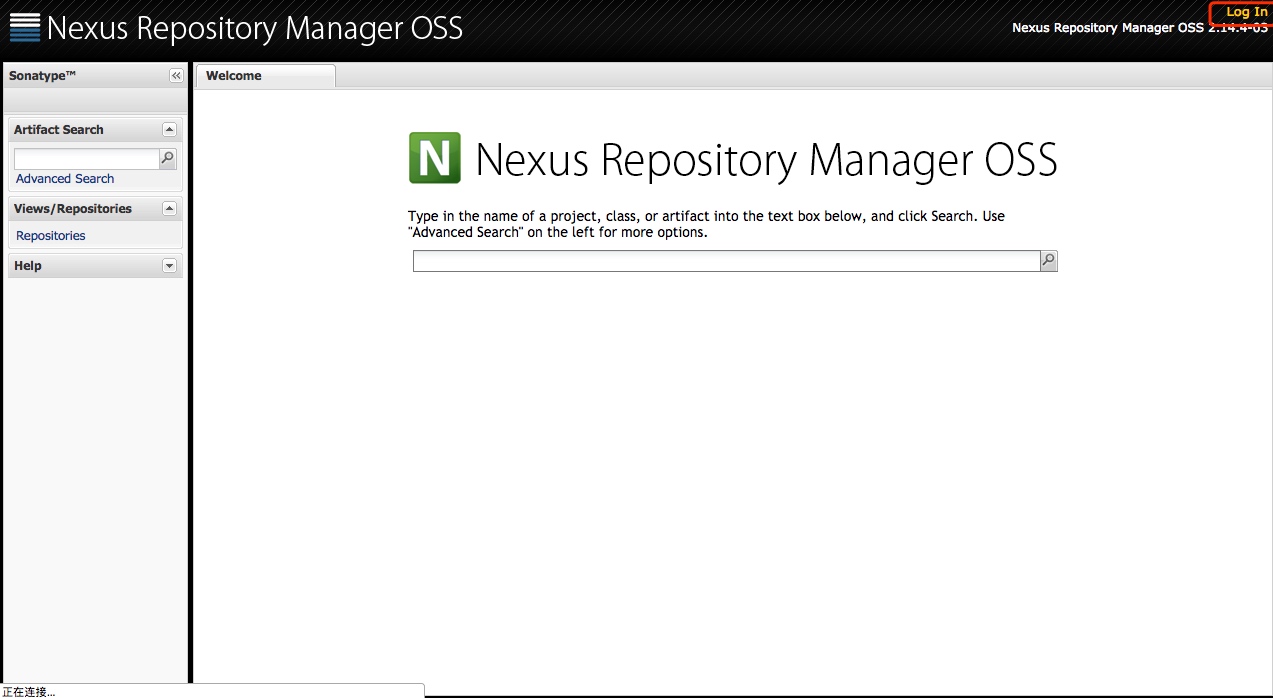 Nexus Repository Manager OSS
Log In
Nexus Repository Manager OSS 2.14.4-03
Sonatype™
Welcome
Artifact Search
Advanced Search
Views/Repositories
Repositories
Help
N Nexus Repository Manager OSS
Type in the name of a project, class, or artifact into the text box below, and click Search. Use
"Advanced Search" on the left for more options.
正在连接...